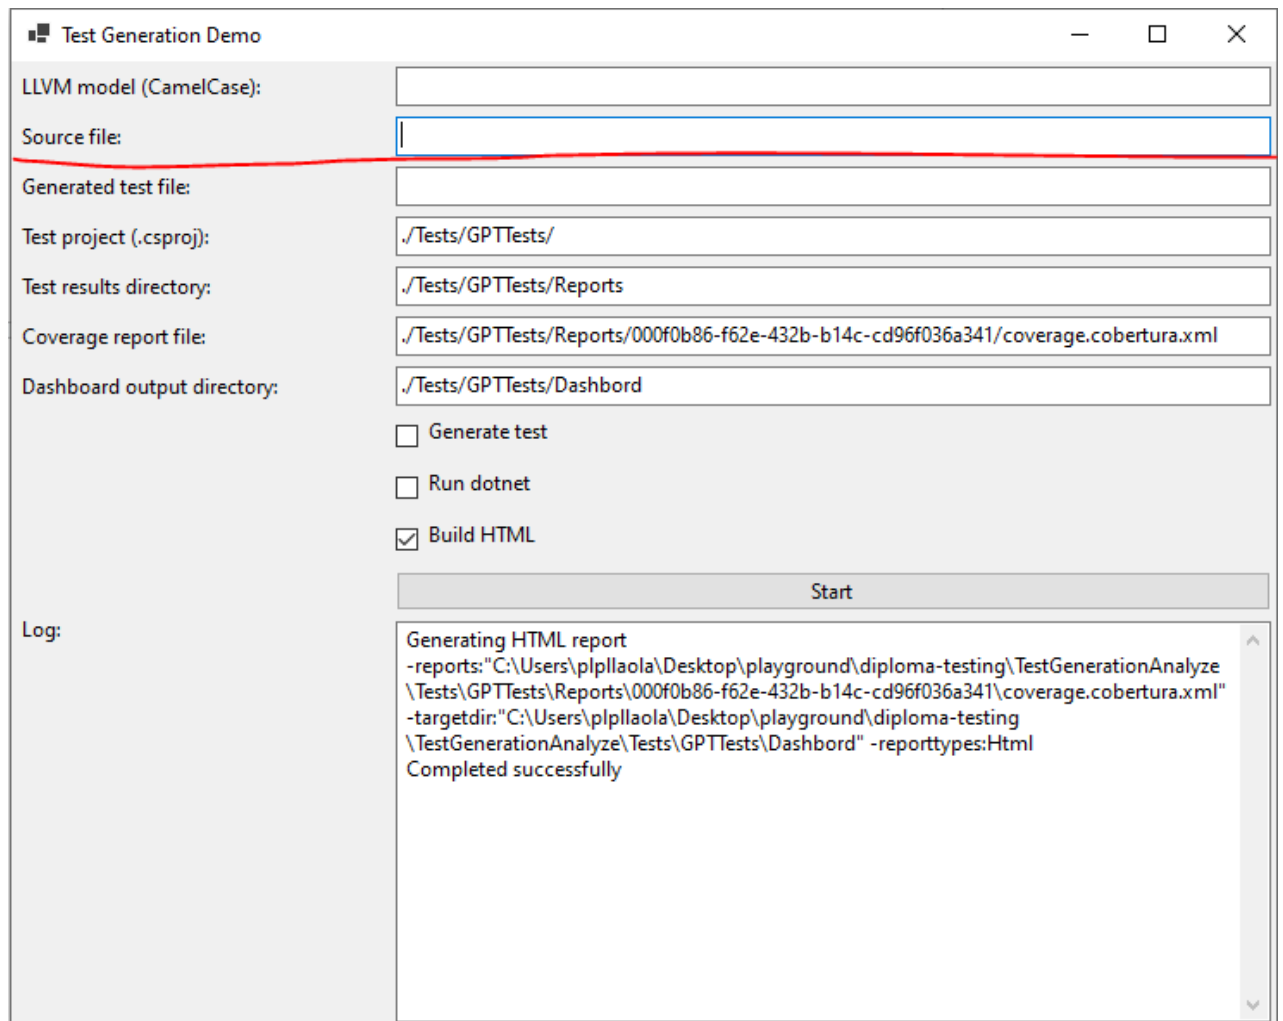 Test Generation Demo
LLVM model (CamelCase):
Source file:
Generated test file:
Test project (.csproj): ./Tests/GPTTests/
Test results directory: ./Tests/GPTTests/Reports
Coverage report file: ./Tests/GPTTests/Reports/000f0b86-f62e-432b-b14c-cd96f036a341/coverage.cobertura.xml
Dashboard output directory: ./Tests/GPTTests/Dashbord
Generate test
Run dotnet
Build HTML
Start
Log:
Generating HTML report
-reports:"C:\Users\plpllaola\Desktop\playground\diploma-testing\TestGenerationAnalyze
\Tests\GPTTests\Reports\000f0b86-f62e-432b-b14c-cd96f036a341\coverage.cobertura.xml"
-targetdir:"C:\Users\plpllaola\Desktop\playground\diploma-testing
\TestGenerationAnalyze\Tests\GPTTests\Dashbord" -reporttypes:Html
Completed successfully